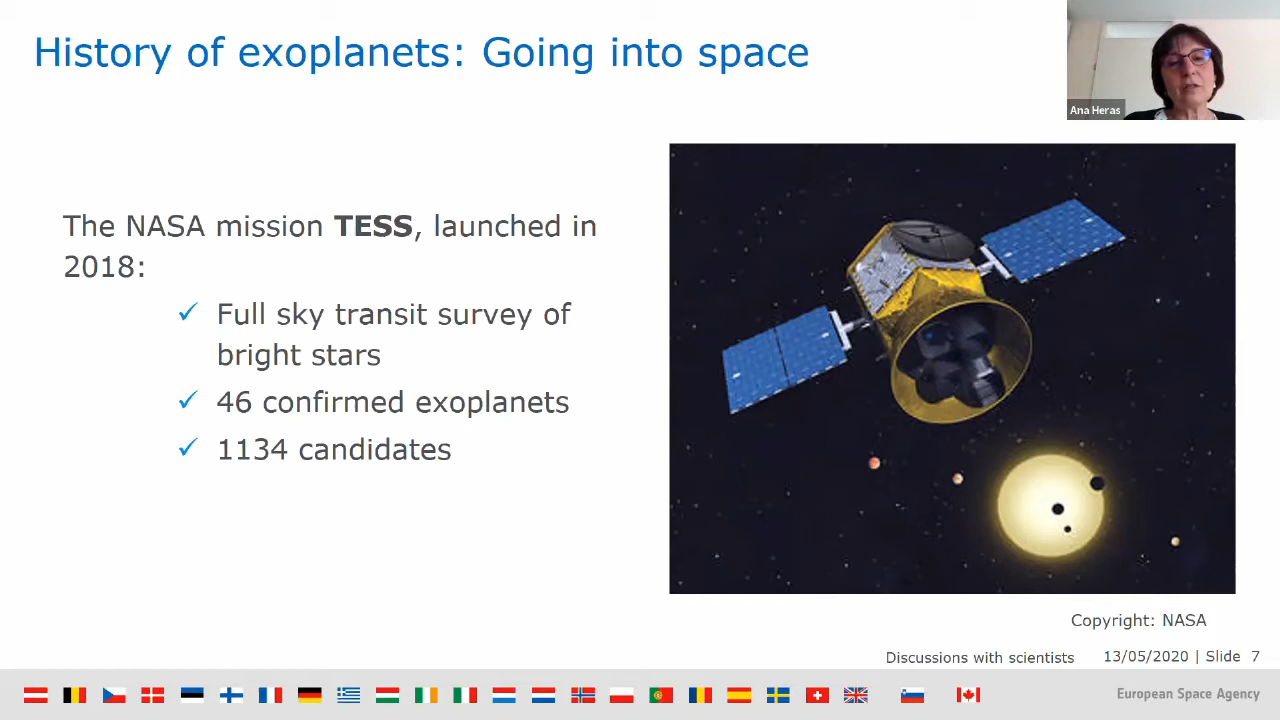 History of exoplanets: Going into space
Ana Heras
The NASA mission TESS, launched in
2018:
✓ Full sky transit survey of
bright stars
✓ 46 confirmed exoplanets
✓ 1134 candidates
Copyright: NASA
Discussions with scientists 13/05/2020 | Slide 7
European Space Agency